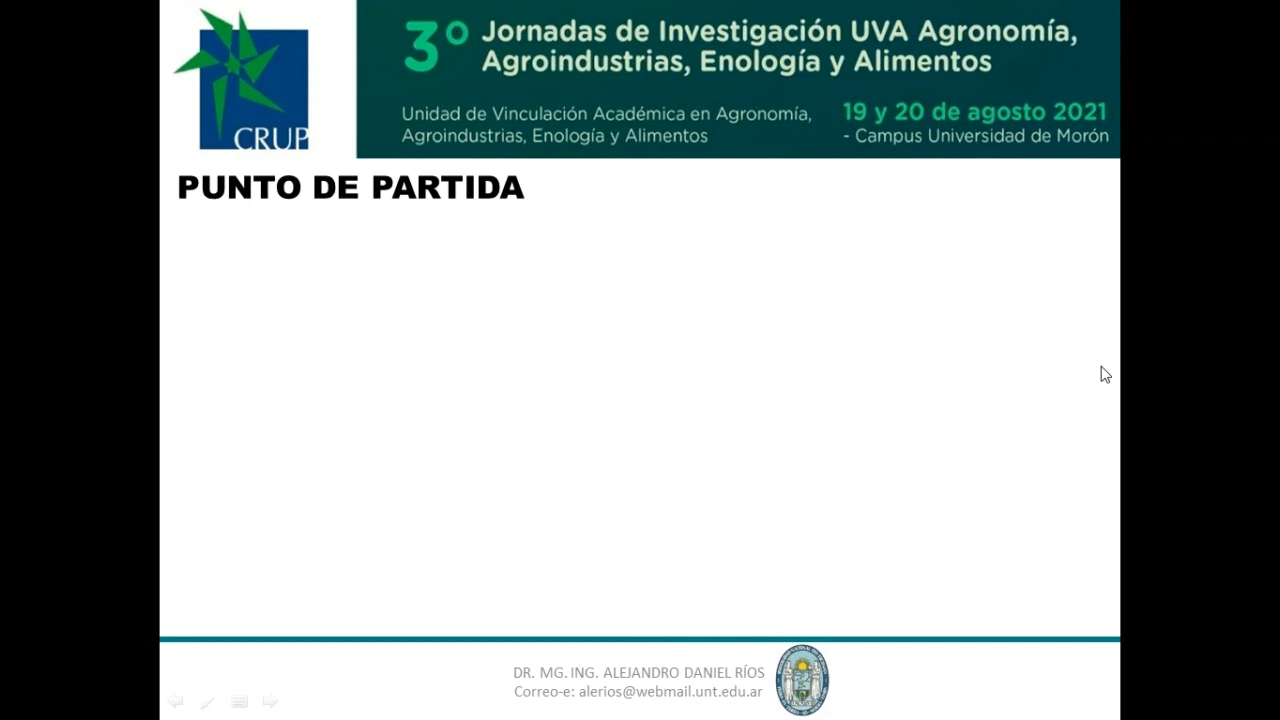 CRUP
3° Jornadas de Investigación UVA Agronomía,
Agroindustrias, Enología y Alimentos
Unidad de Vinculación Académica en Agronomía,
Agroindustrias, Enología y Alimentos
19 y 20 de agosto 2021
- Campus Universidad de Morón
PUNTO DE PARTIDA
DR. MG. ING. ALEJANDRO DANIEL RÍOS
Correo-e: alerios@webmail.unt.edu.ar